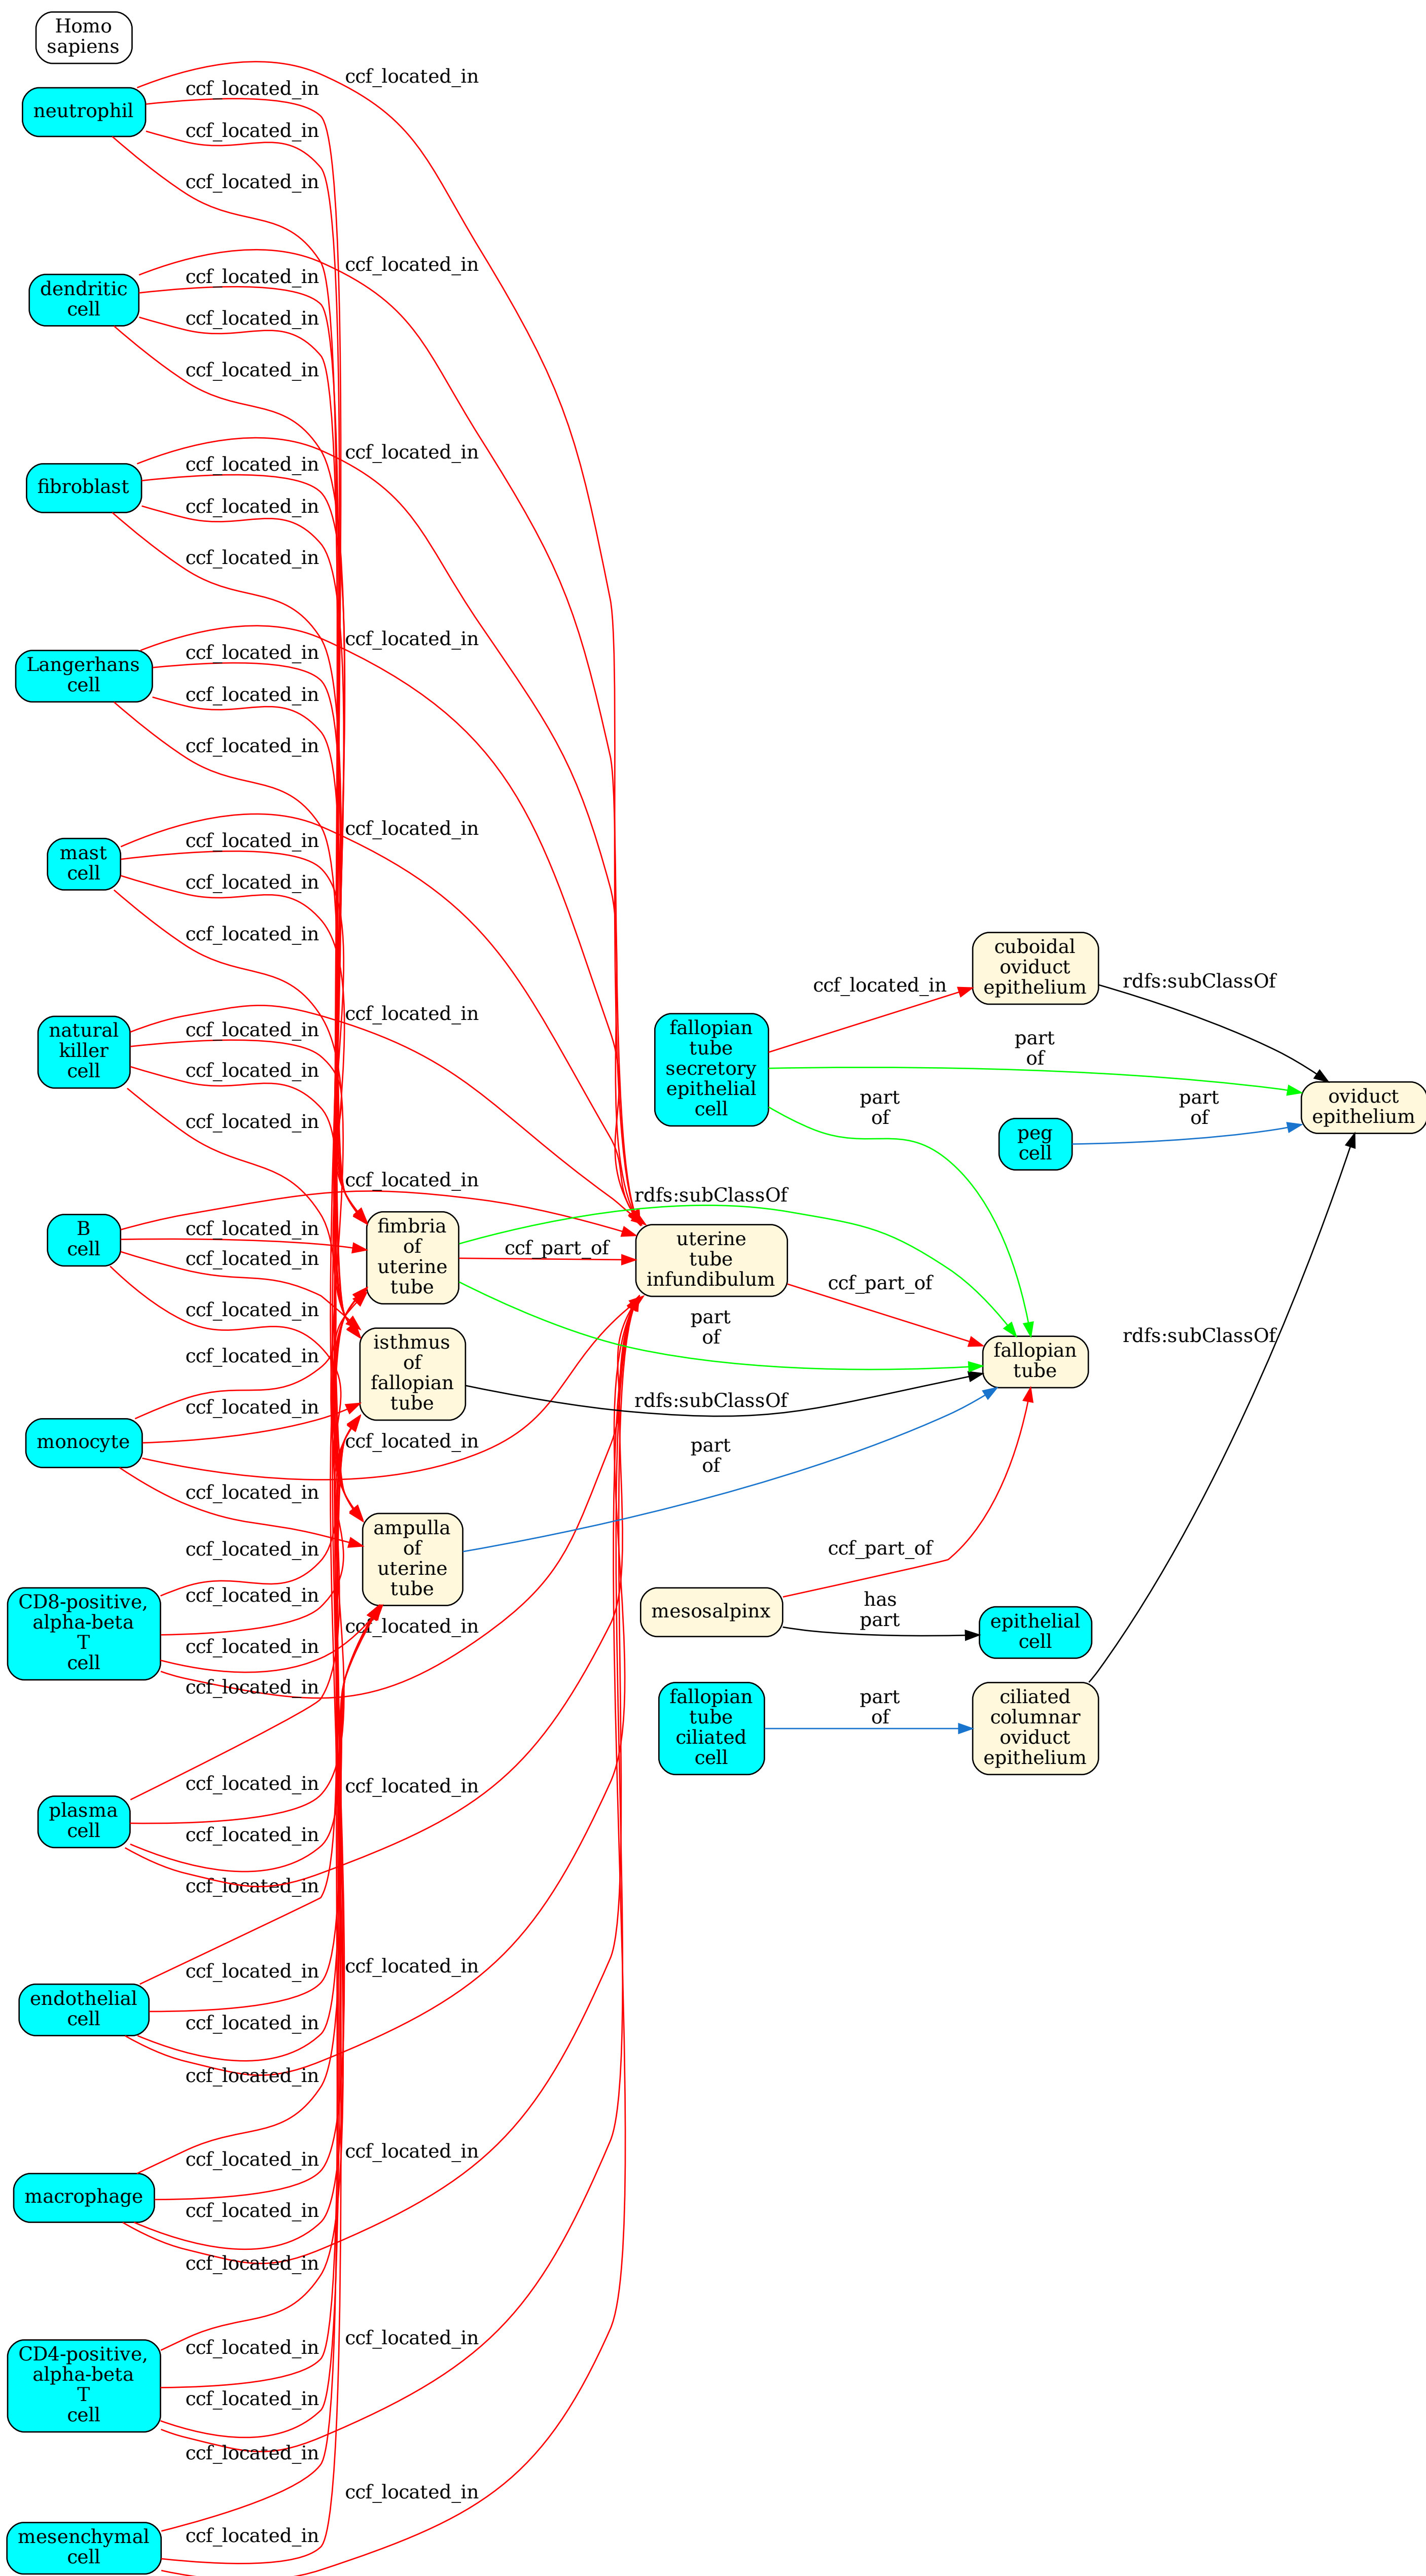 Homo
sapiens
neutrophil
ccf_located_in
ccf_located_in
ccf_located_in
ccf_located_in
dendritic
cell
ccf_located_in
ccf_located_in
ccf_located_in
ccf_located_in
fibroblast
ccf_located_in
ccf_located_in
ccf_located_in
ccf_located_in
Langerhans
cell
ccf_located_in
ccf_located_in
ccf_located_in
ccf_located_in
mast
cell
ccf_located_in
ccf_located_in
ccf_located_in
ccf_located_in
natural
killer
cell
ccf_located_in
ccf_located_in
ccf_located_in
ccf_located_in
B
cell
ccf_located_in
ccf_located_in
ccf_located_in
ccf_located_in
monocyte
ccf_located_in
ccf_located_in
ccf_located_in
ccf_located_in
CD8-positive,
alpha-beta
T
cell
ccf_located_in
ccf_located_in
ccf_located_in
ccf_located_in
plasma
cell
ccf_located_in
ccf_located_in
ccf_located_in
ccf_located_in
endothelial
cell
ccf_located_in
ccf_located_in
ccf_located_in
ccf_located_in
macrophage
ccf_located_in
ccf_located_in
ccf_located_in
ccf_located_in
CD4-positive,
alpha-beta
T
cell
ccf_located_in
ccf_located_in
ccf_located_in
ccf_located_in
mesenchymal
cell
ccf_located_in
ccf_located_in
ccf_located_in
fimbria
of
uterine
tube
isthmus
of
fallopian
tube
ampulla
of
uterine
tube
rdfs:subClassOf
ccf_part_of
part
of
rdfs:subClassOf
part
of
uterine
tube
infundibulum
ccf_part_of
fallopian
tube
secretory
epithelial
cell
ccf_located_in
part
of
part
of
cuboidal
oviduct
epithelium
rdfs:subClassOf
peg
cell
part
of
oviduct
epithelium
fallopian
tube
rdfs:subClassOf
mesosalpinx
ccf_part_of
has
part
epithelial
cell
fallopian
tube
ciliated
cell
part
of
ciliated
columnar
oviduct
epithelium